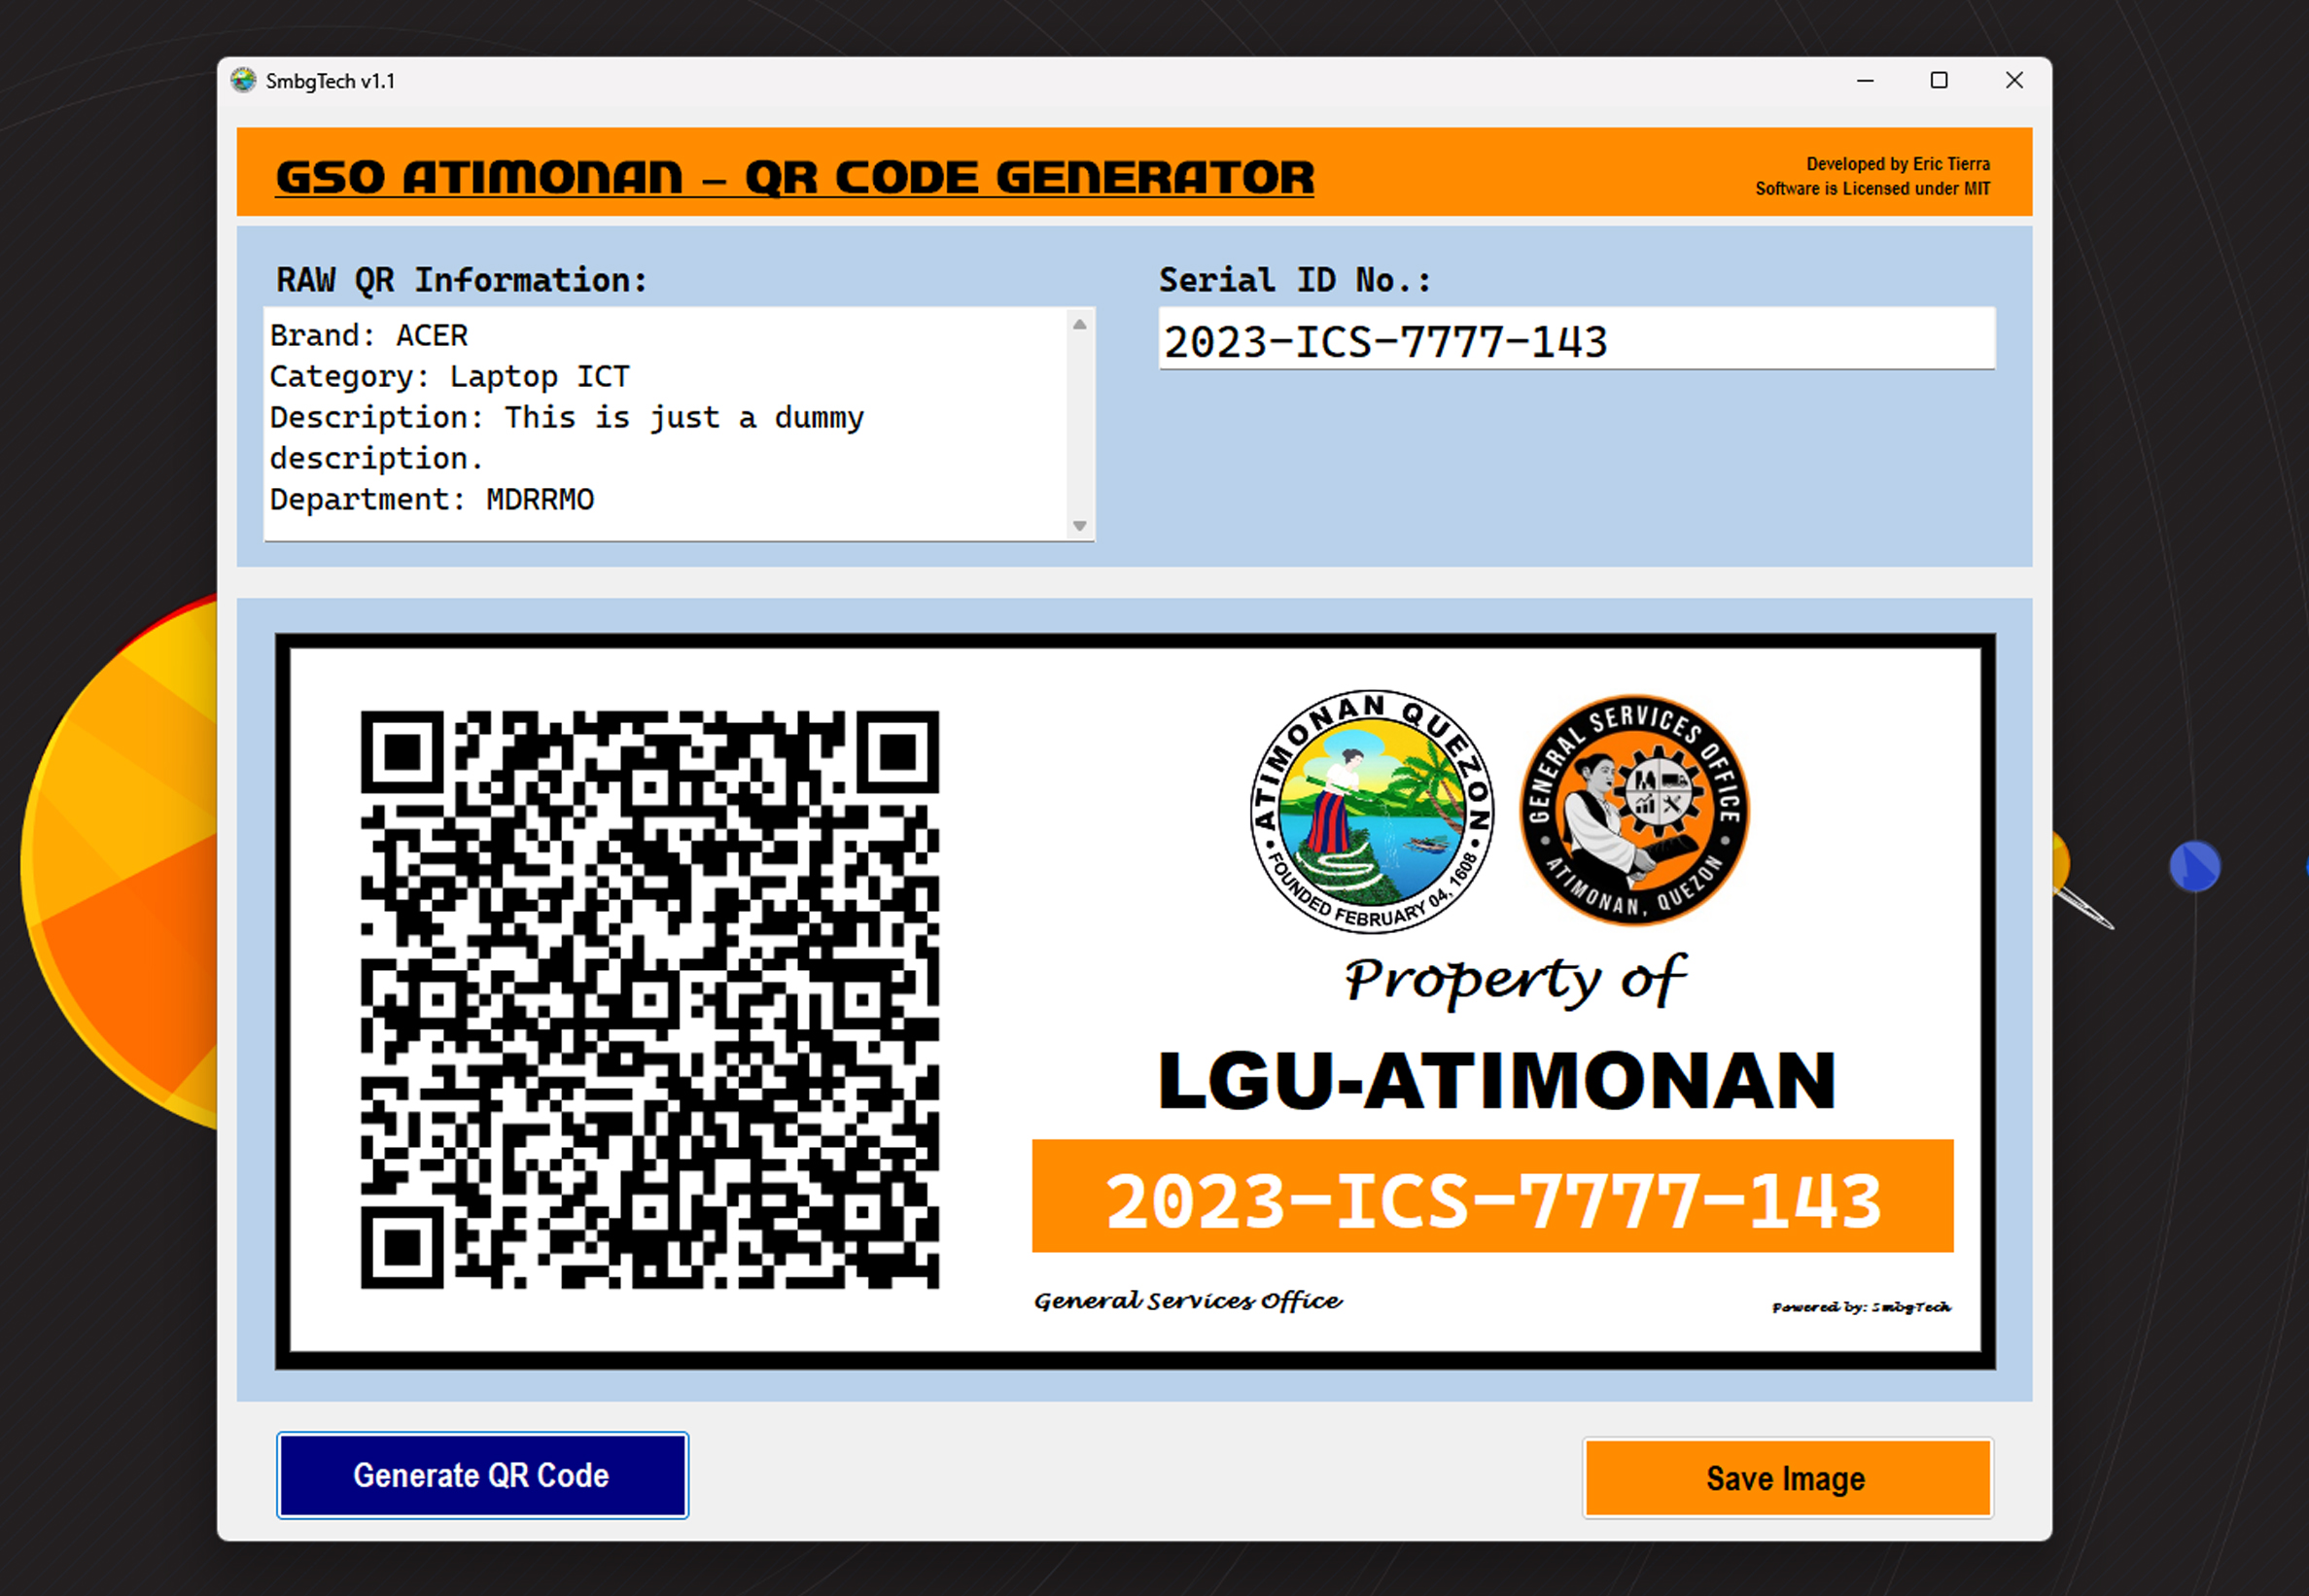 SmbgTech v1.1
GSO ATIMONAN - QR CODE GENERATOR
Developed by Eric Tierra
Software is Licensed under MIT
RAW QR Information:
Brand: ACER
Category: Laptop ICT
Description: This is just a dummy
description.
Department: MDRRMO
Serial ID No.:
2023-ICS-7777-143
ATIMONAN QUEZON
• FOUNDED FEBRUARY 04, 1608 •
GENERAL SERVICES OFFICE
• ATIMONAN, QUEZON •
Property of
LGU-ATIMONAN
2023-ICS-7777-143
General Services Office
Powered by: SmbgTech
Generate QR Code
Save Image